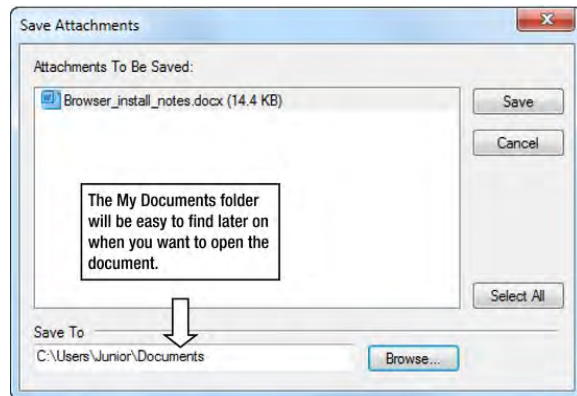 Save Attachments
Attachments To Be Saved:
Browser_install_notes.docx (14.4 KB)
Save
Cancel
The My Documents folder
will be easy to find later on
when you want to open the
document.
Select All
Save To
C:\Users\Junior\Documents
Browse...